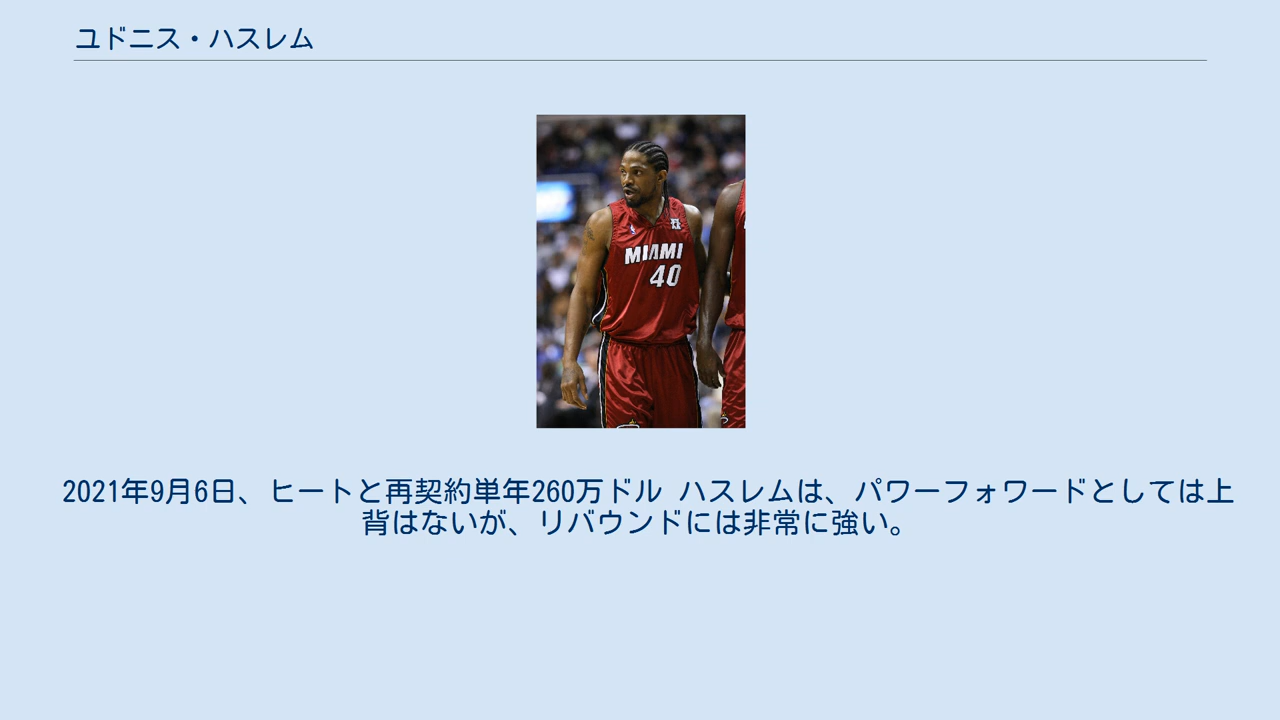 ユドニス・ハスレム
MIAMI
40
2021年9月6日、ヒートと再契約単年260万ドル ハスレムは、パワーフォワードとしては上
背はないが、リバウンドには非常に強い。